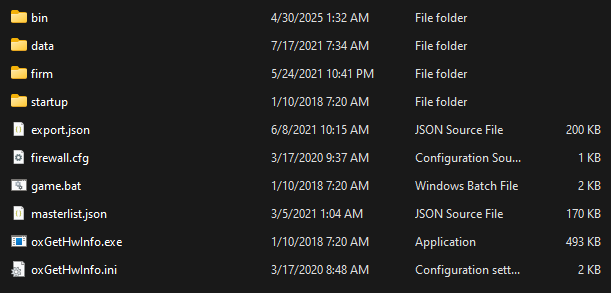 bin 4/30/2025 1:32 AM File folder
data 7/17/2021 7:34 AM File folder
firm 5/24/2021 10:41 PM File folder
startup 1/10/2018 7:20 AM File folder
export.json 6/8/2021 10:15 AM JSON Source File 200 KB
firewall.cfg 3/17/2020 9:37 AM Configuration Sou... 1 KB
game.bat 1/10/2018 7:20 AM Windows Batch File 2 KB
masterlist.json 3/5/2021 1:04 AM JSON Source File 170 KB
oxGetHwInfo.exe 1/10/2018 7:20 AM Application 493 KB
oxGetHwInfo.ini 3/17/2020 8:48 AM Configuration sett... 2 KB